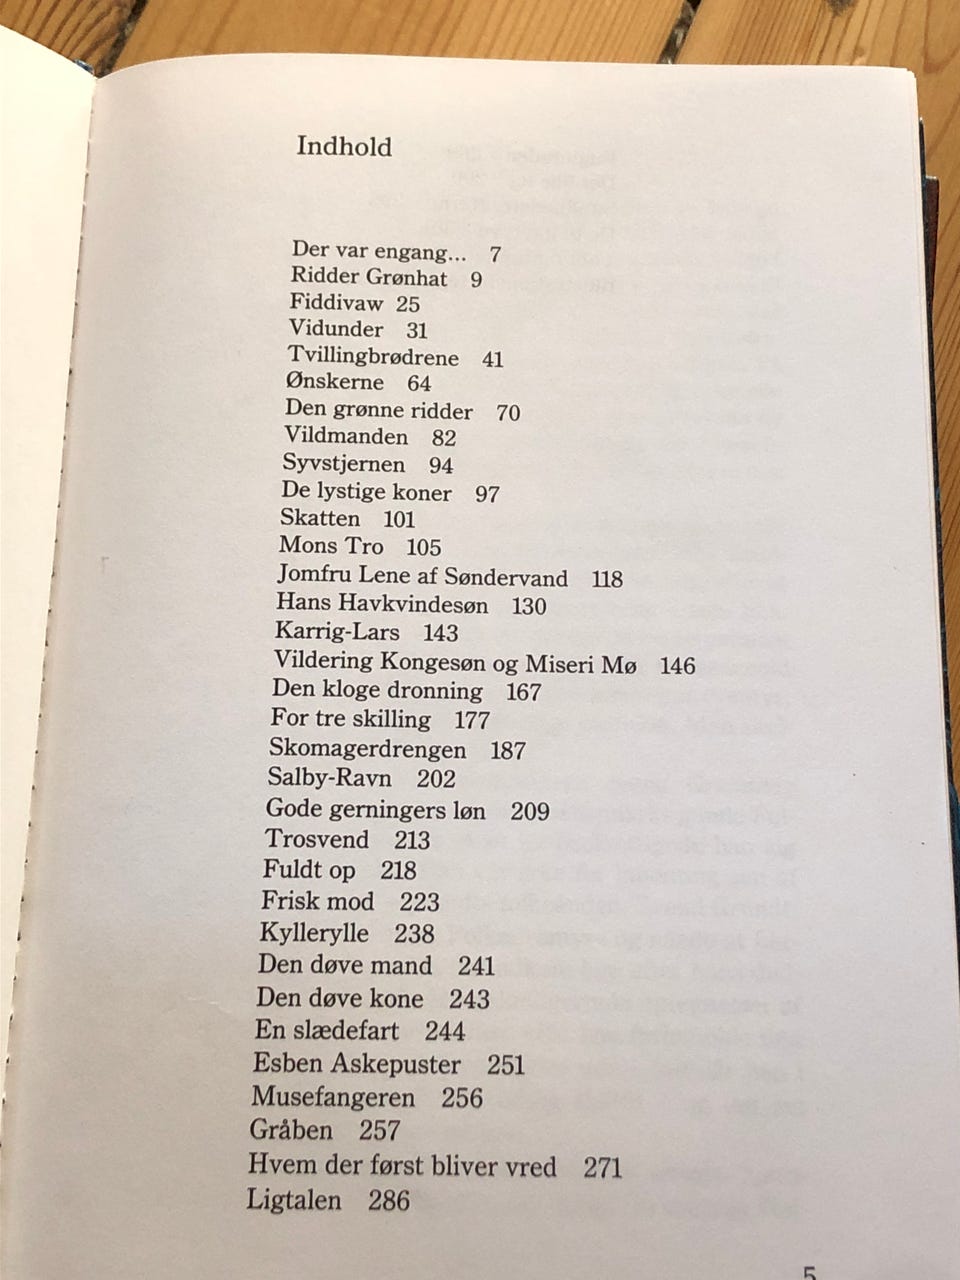 Indhold
Der var engang... 7
Ridder Grønhat 9
Fiddivaw 25
Vidunder 31
Tvillingbrødrene 41
Ønskerne 64
Den grønne ridder 70
Vildmanden 82
Syvstjernen 94
De lystige koner 97
Skatten 101
Mons Tro 105
Jomfru Lene af Søndervand 118
Hans Havkvindesøn 130
Karrig-Lars 143
Vildering Kongesøn og Miseri Mø 146
Den kloge dronning 167
For tre skilling 177
Skomagerdrengen 187
Salby-Ravn 202
Gode gerningers løn 209
Trosvend 213
Fuldt op 218
Frisk mod 223
Kyllerylle 238
Den døve mand 241
Den døve kone 243
En slædefart 244
Esben Askepuster 251
Musefangeren 256
Gråben 257
Hvem der først bliver vred 271
Ligtalen 286
5